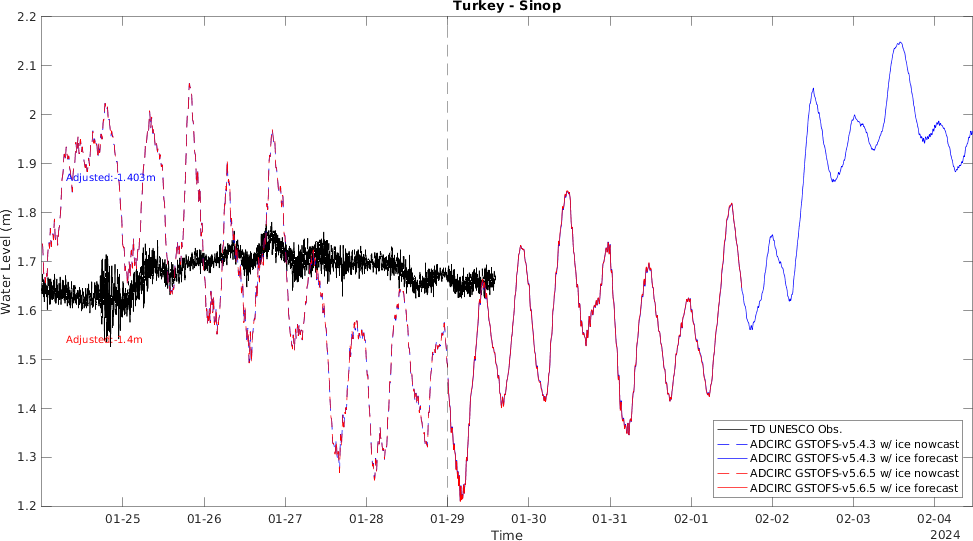 Turkey - Sinop
2.2
2.1
2
1.9
1.8
1.7
1.6
1.5
1.4
1.3
1.2
Water Level (m)
Adjusted:-1.403m
Adjusted:-1.4m
01-25 01-26 01-27 01-28 01-29 01-30 01-31 02-01 02-02 02-03 02-04
2024
Time
TD UNESCO Obs.
ADCIRC GSTOFS-v5.4.3 w/ ice nowcast
ADCIRC GSTOFS-v5.4.3 w/ ice forecast
ADCIRC GSTOFS-v5.6.5 w/ ice nowcast
ADCIRC GSTOFS-v5.6.5 w/ ice forecast